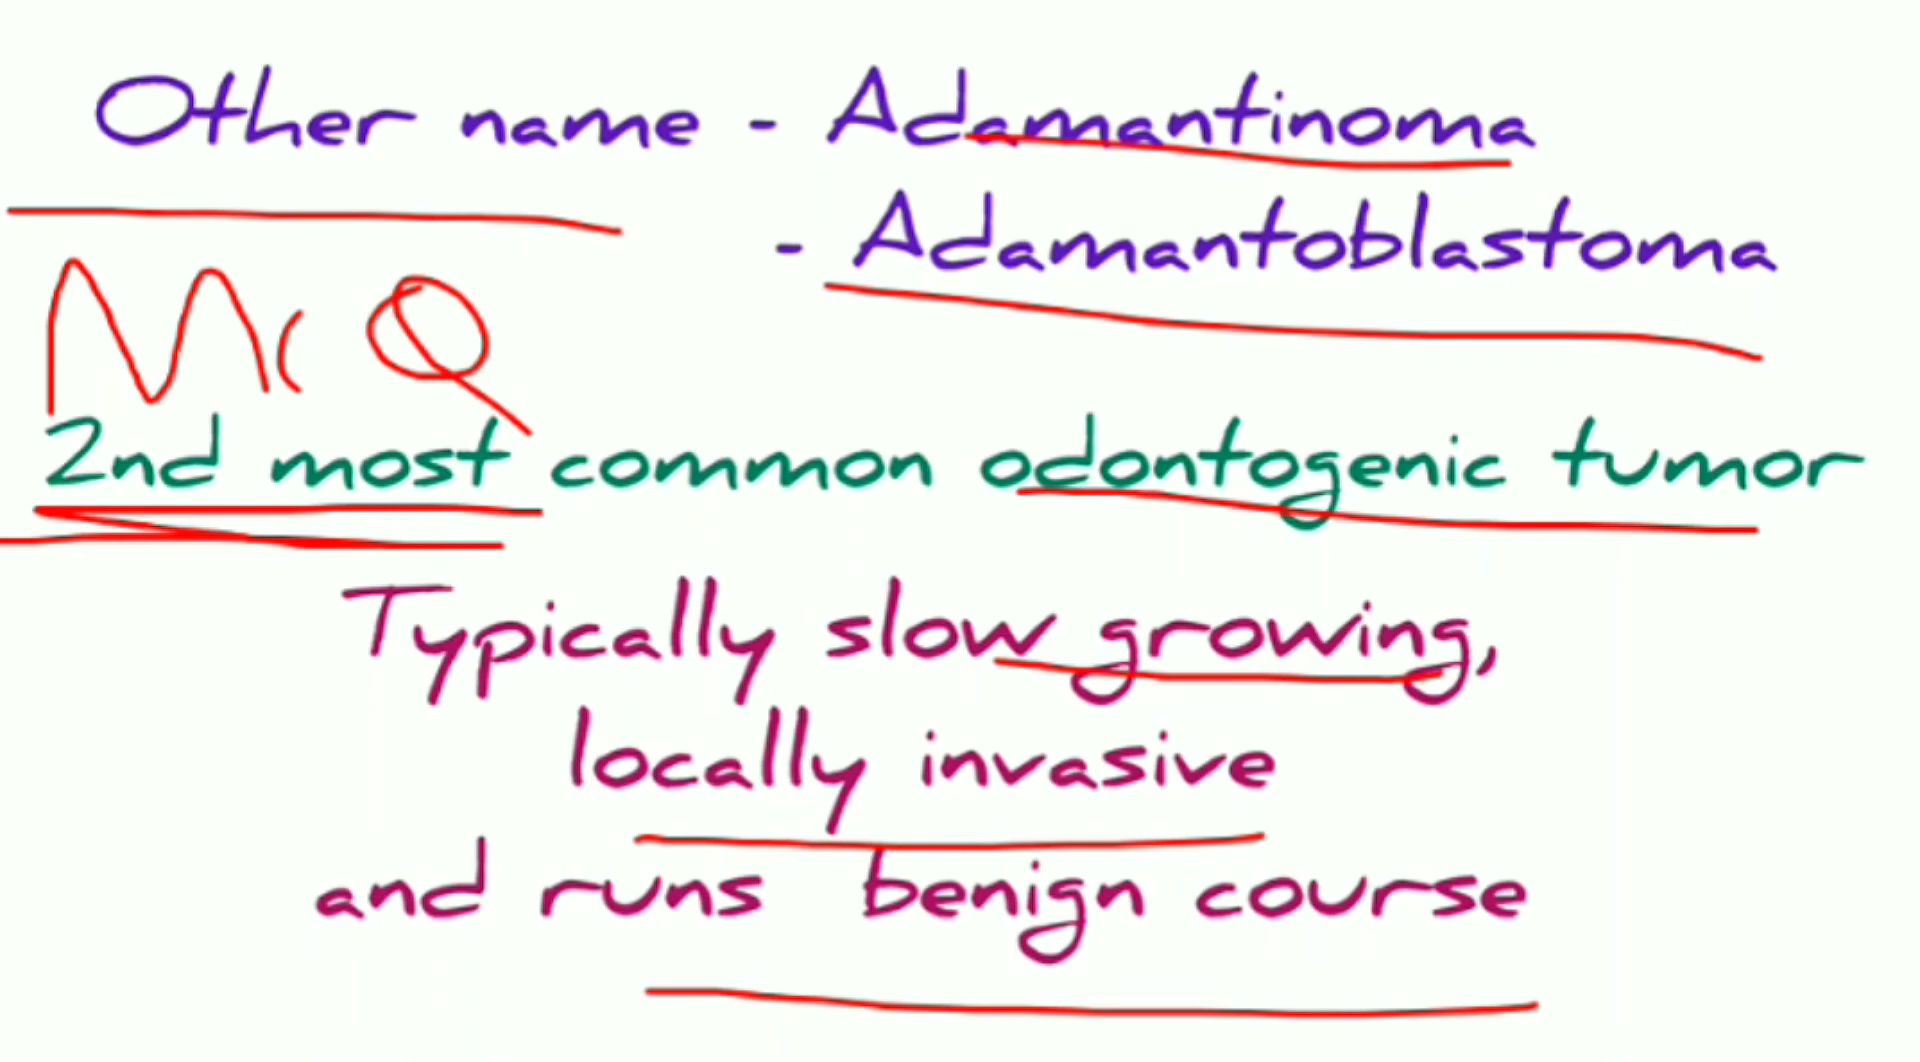 Other name - Adamantinoma
- Adamantoblastoma
McQ
2nd most common odontogenic tumor
Typically slow growing,
locally invasive
and runs benign course